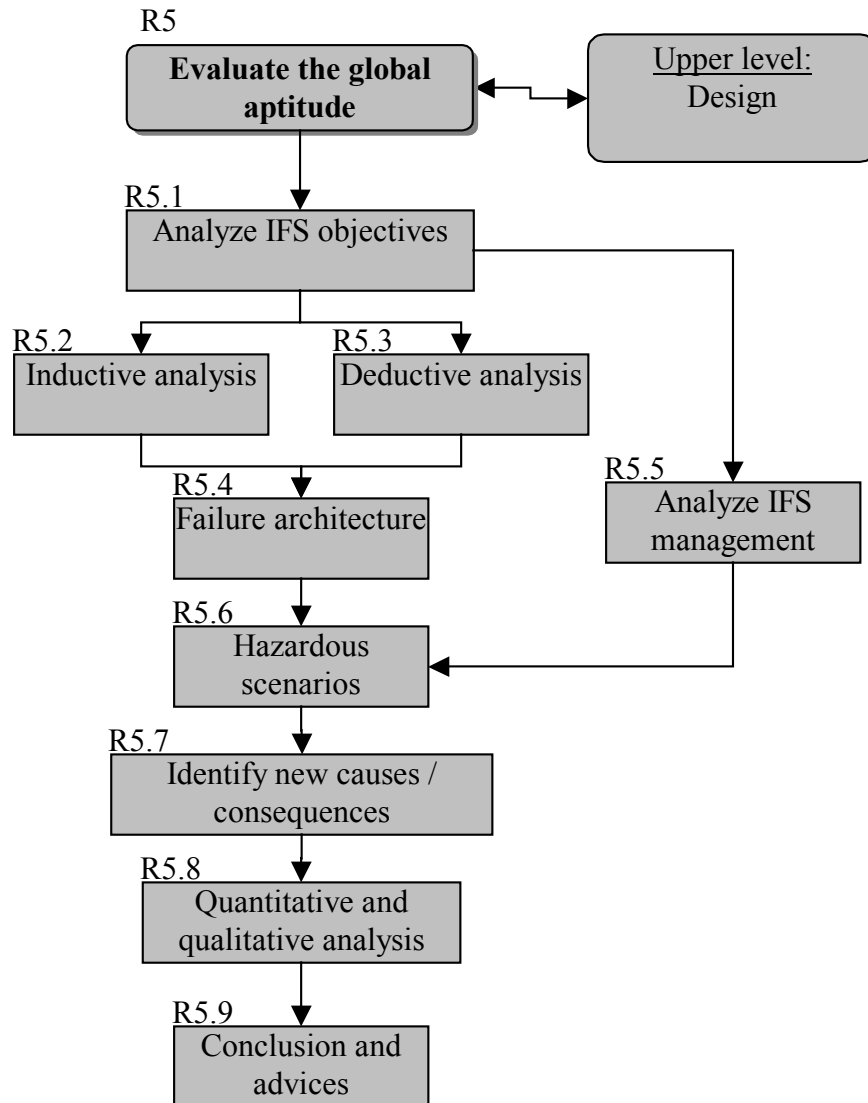 R5
Evaluate the global
aptitude
Upper level:
Design
R5.1
Analyze IFS objectives
R5.2
Inductive analysis
R5.3
Deductive analysis
R5.4
Failure architecture
R5.5
Analyze IFS
management
R5.6
Hazardous
scenarios
R5.7
Identify new causes /
consequences
R5.8
Quantitative and
qualitative analysis
R5.9
Conclusion and
advices